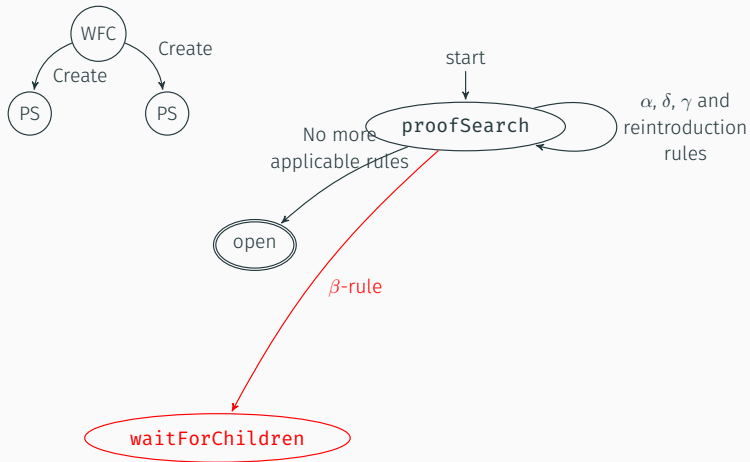 WFC
Create
Create
PS
PS
start
proofSearch
α, δ, γ and
reintroduction
rules
No more
applicable rules
open
β-rule
waitForChildren